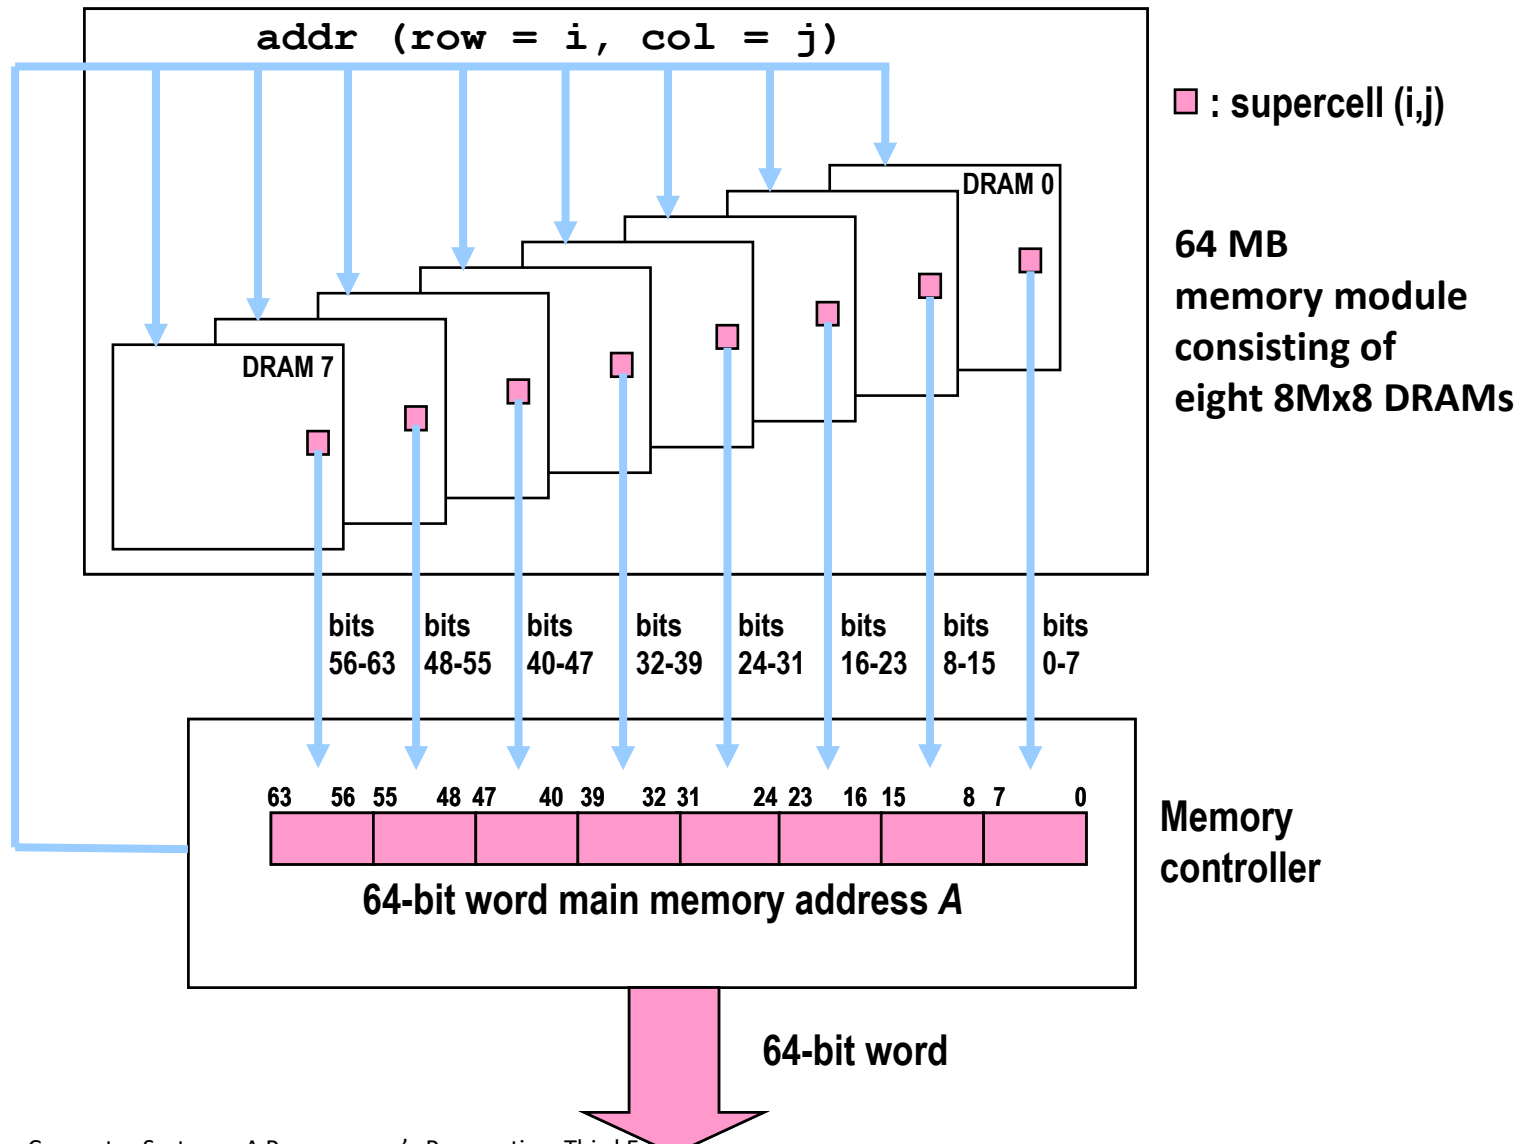 addr (row = i, col = j)
: supercell (i,j)
DRAM 0
64 MB
memory module
consisting of
eight 8Mx8 DRAMs
DRAM 7
bits bits bits bits bits bits bits bits
56-63 48-55 40-47 32-39 24-31 16-23 8-15 0-7
63 56 55 48 47 40 39 32 31 24 23 16 15 8 7 0
Memory
controller
64-bit word main memory address A
64-bit word